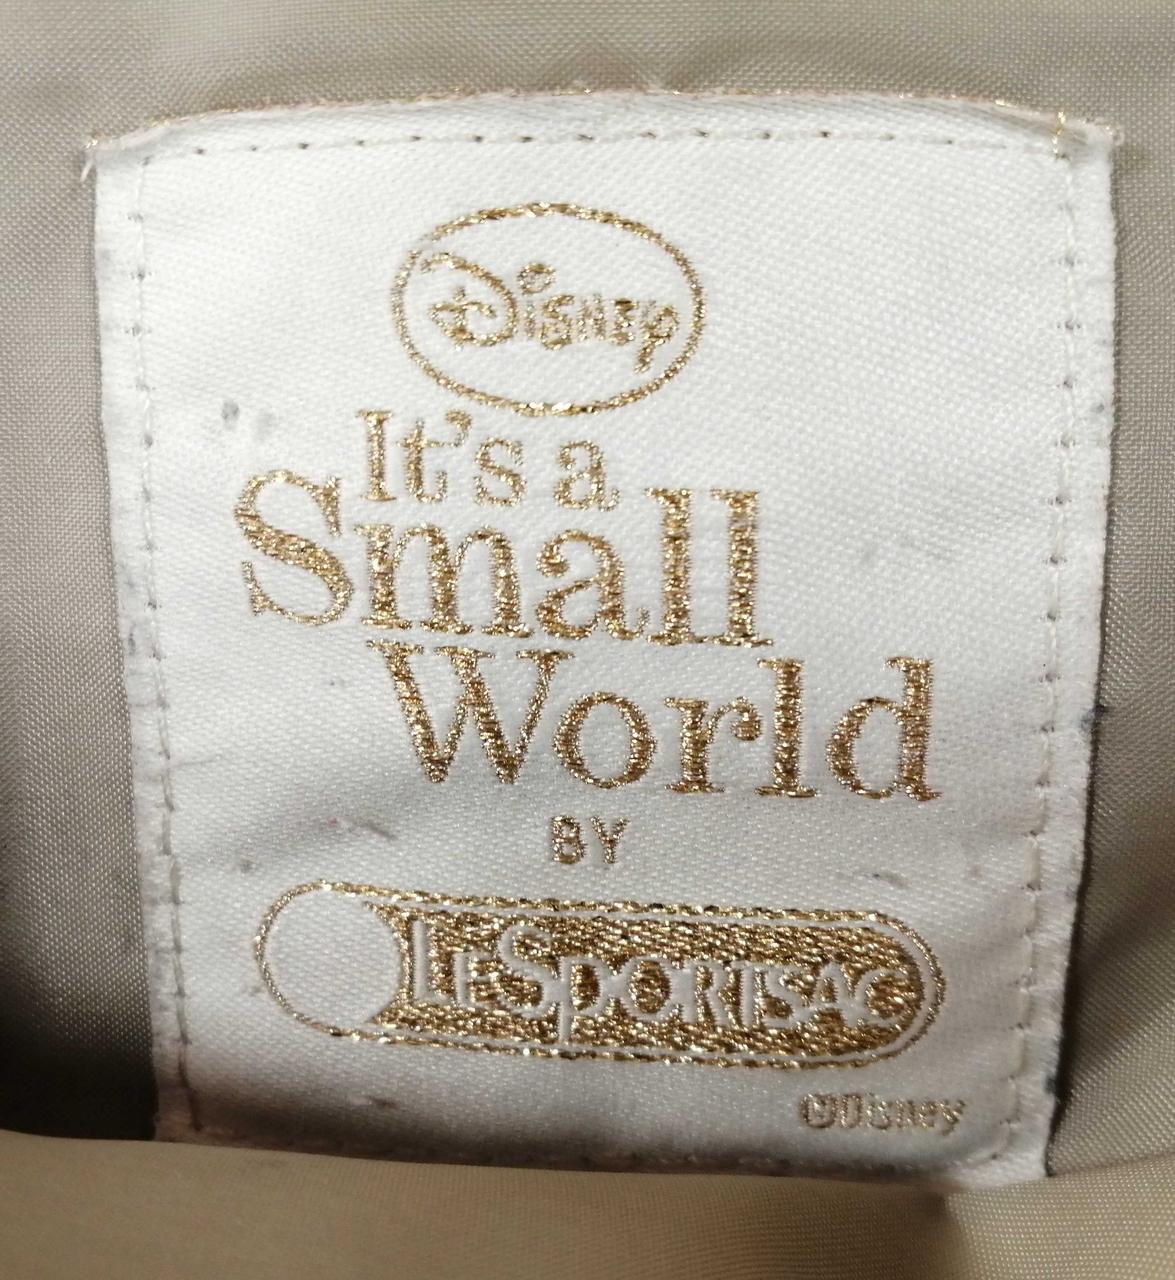 Disney
It's a
Small
World
BY
LeSportsac
©Disney